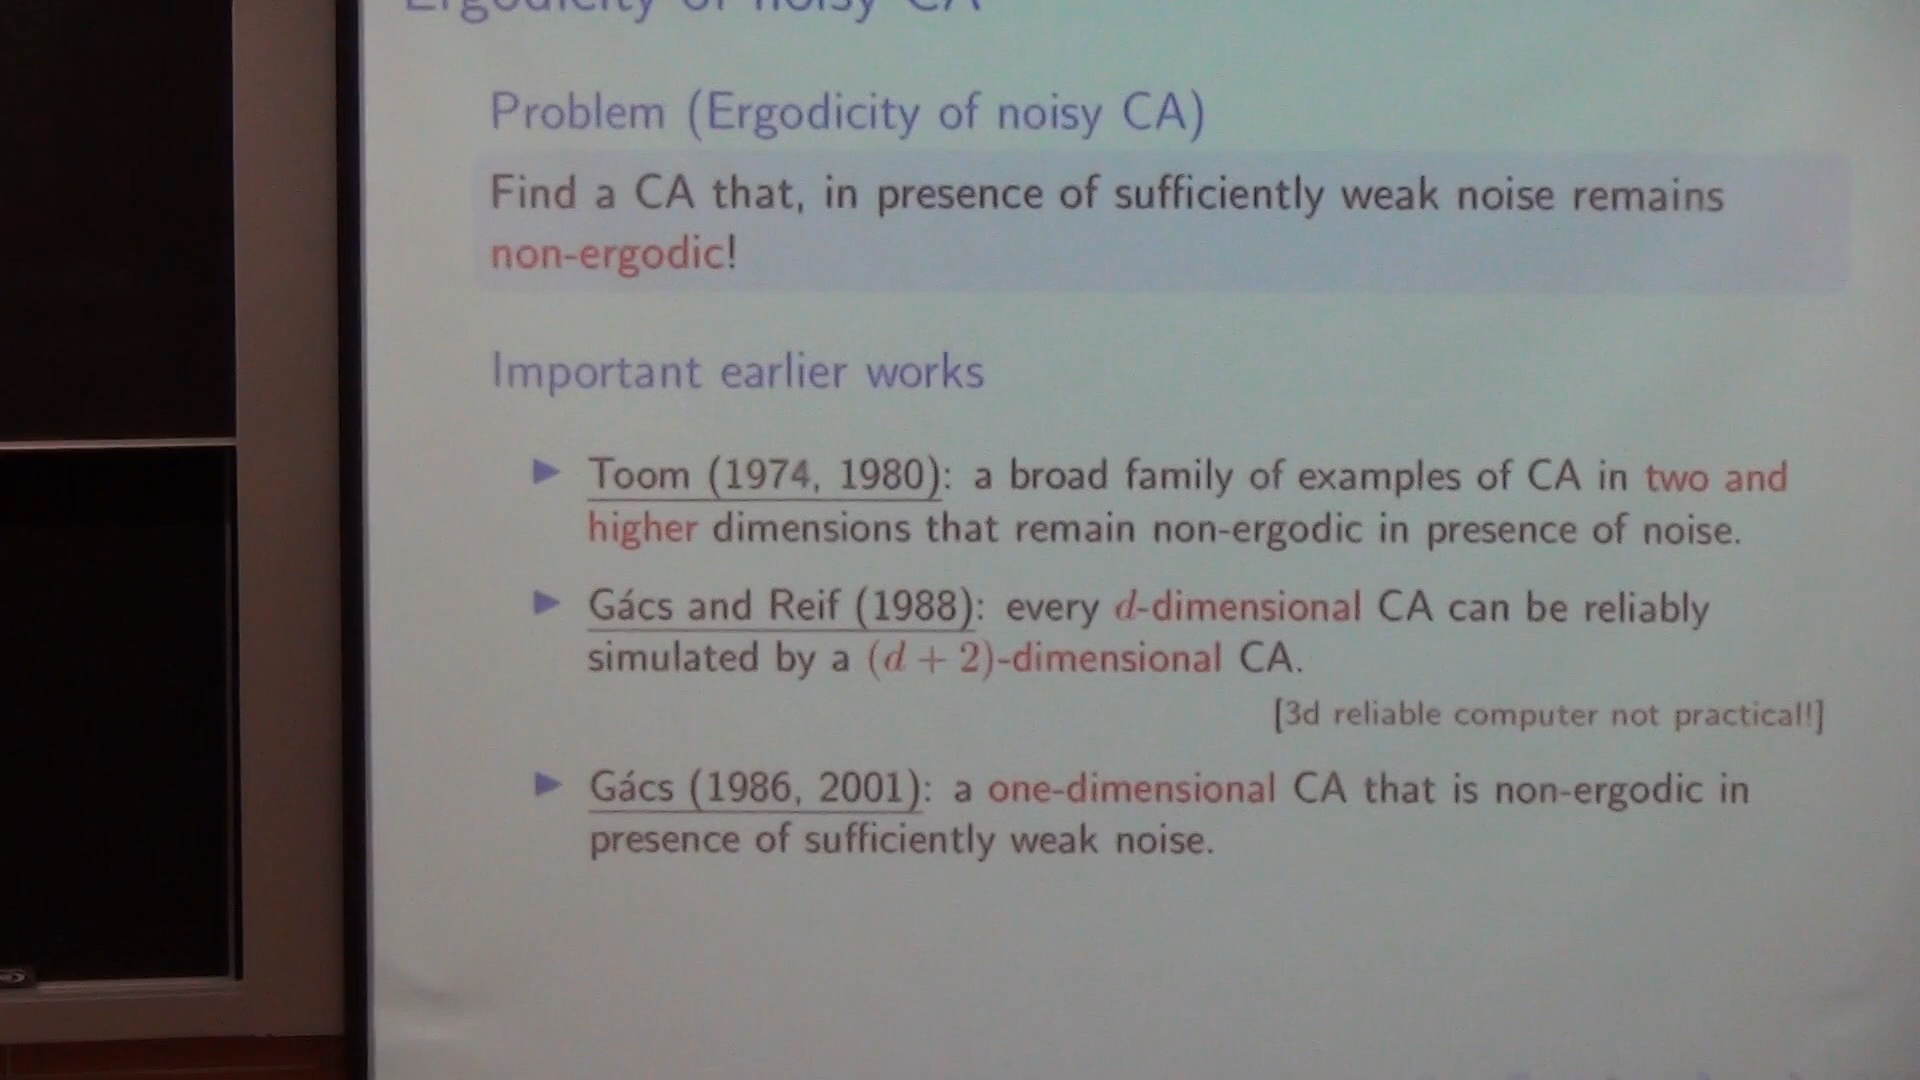 Ergodicity of noisy CA
Problem (Ergodicity of noisy CA)
Find a CA that, in presence of sufficiently weak noise remains
non-ergodic!
Important earlier works
▶ Toom (1974, 1980): a broad family of examples of CA in two and
higher dimensions that remain non-ergodic in presence of noise.
▶ Gács and Reif (1988): every d-dimensional CA can be reliably
simulated by a (d + 2)-dimensional CA.
[3d reliable computer not practical!]
▶ Gács (1986, 2001): a one-dimensional CA that is non-ergodic in
presence of sufficiently weak noise.